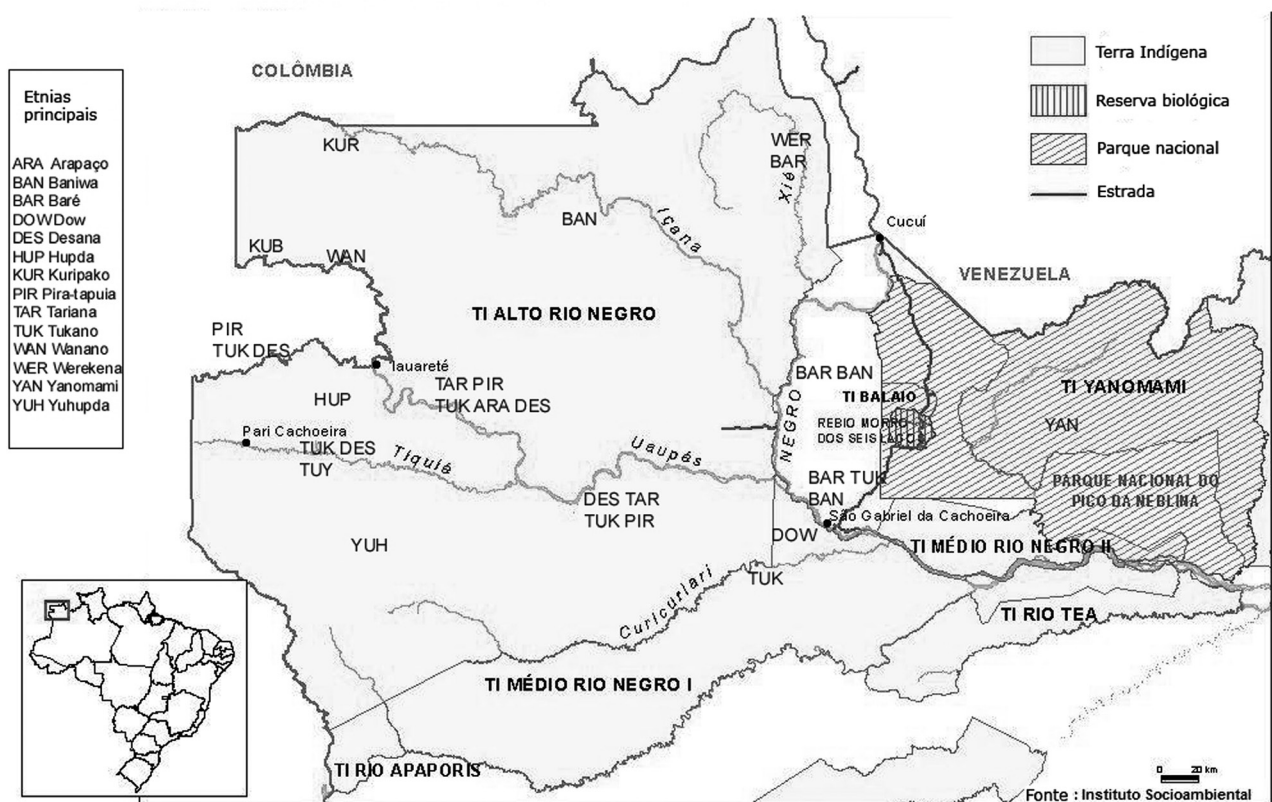 COLÔMBIA
Etnias
principais
ARA Arapaço
BAN Baniwa
BAR Baré
DOW Dow
DES Desana
HUP Hupda
KUR Kuripako
PIR Pira-tapuia
TAR Tariana
TUK Tukano
WAN Wanano
WER Werekena
YAN Yanomami
YUH Yuhupda
Terra Indígena
Reserva biológica
Parque nacional
Estrada
KUR
WER
BAR
Xié
BAN
Içana
Cucuí
KUB
WAN
VENEZUELA
TI ALTO RIO NEGRO
PIR
TUK DES
Iauareté
BAR BAN
TI YANOMAMI
TAR PIR
TUK ARA DES
HUP
TI BALAIO
NEGRO
REBIO MORRO
DOS SEIS LAGOS
YAN
Pari Cachoeira
TUK DES
TUY
Tiquié
Uaupés
BAR TUK
BAN
PARQUE NACIONAL DO
PICO DA NEBLINA
DES TAR
TUK PIR
São Gabriel da Cachoeira
DOW
YUH
TI MÉDIO RIO NEGRO II
TUK
Curicuriari
TI RIO TEA
TI MÉDIO RIO NEGRO I
TI RIO APAPORIS
0 20 km
Fonte : Instituto Socioambiental